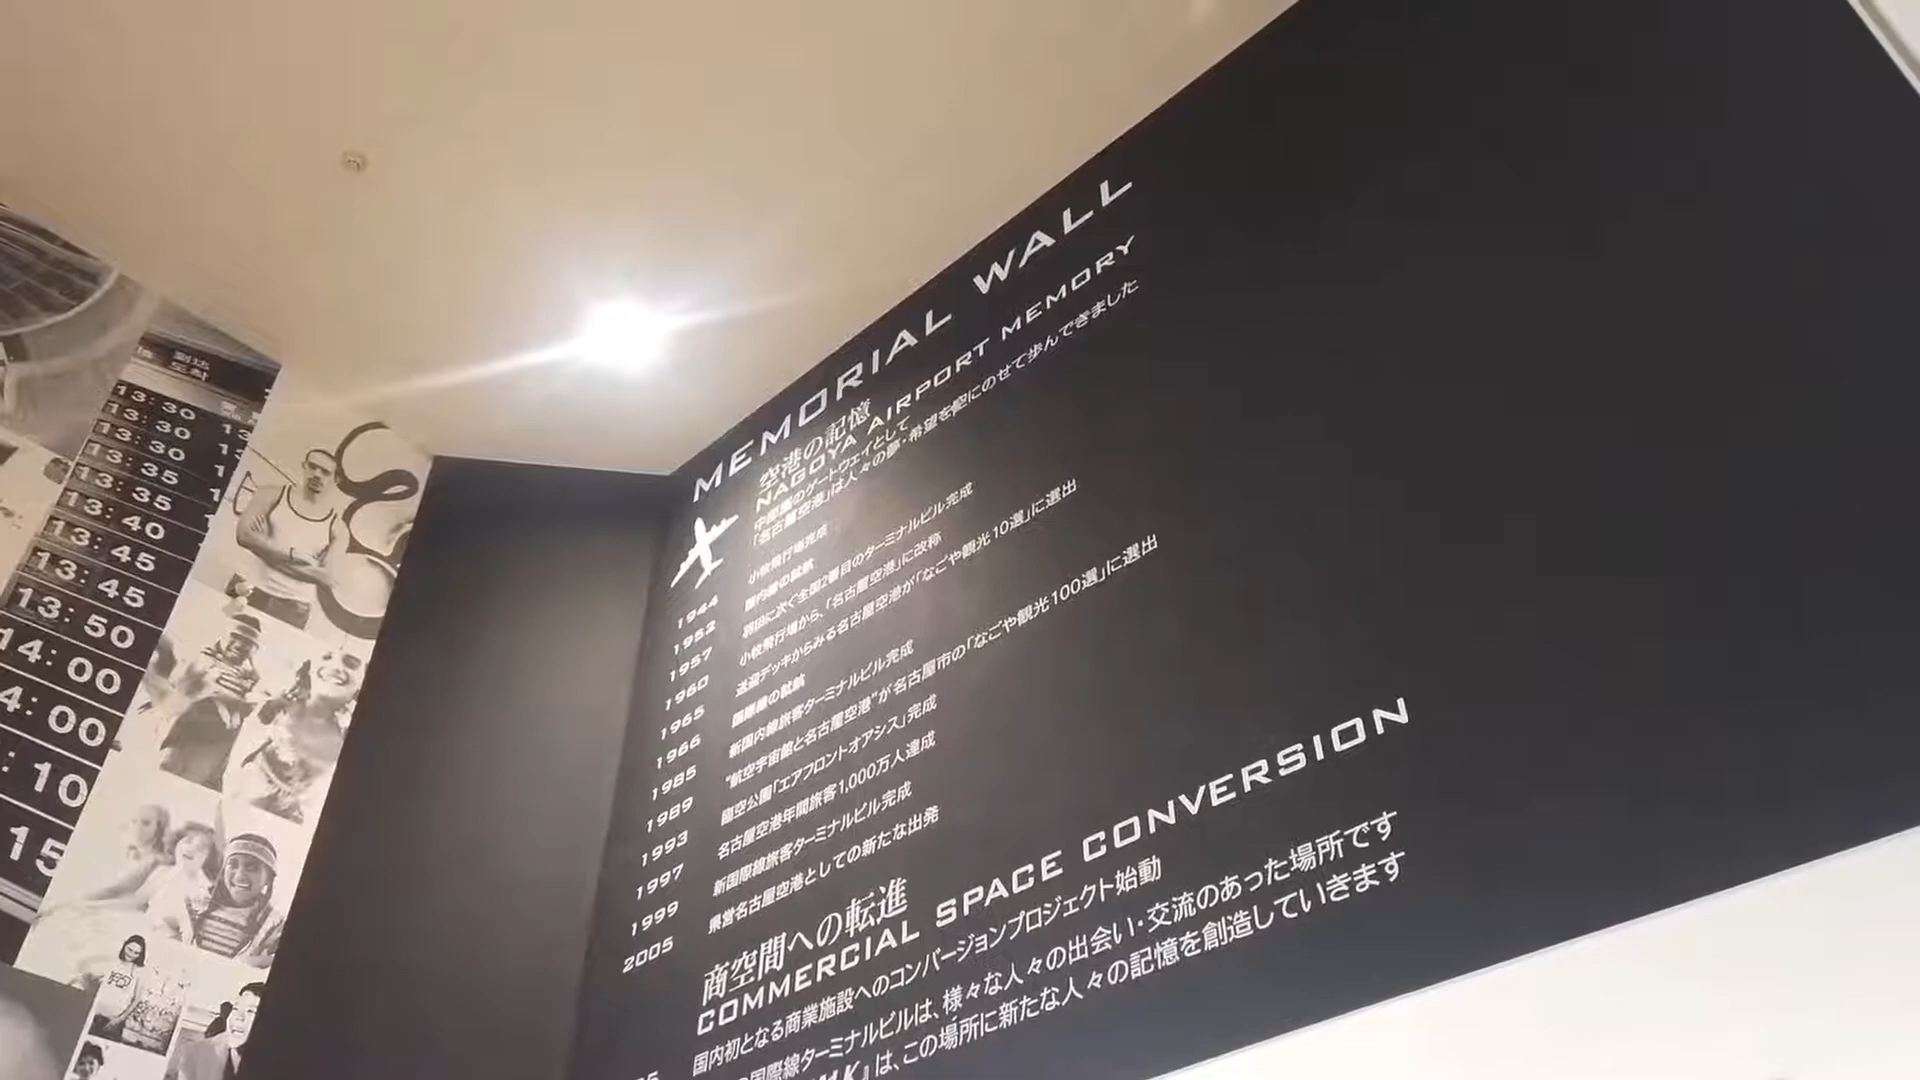 到达
도착
13:30
13:30
13:30
13:35
13:35
13:40
13:45
13:45
13:50
14:00
4:00
:10
15
MEMORIAL WALL
空港の記憶
NAGOYA AIRPORT MEMORY
中部圏のゲートウェイとして
「名古屋空港」は人々の夢・希望を翼にのせて歩んできました
1944 小牧飛行場完成
1952 国内線の就航
1957 羽田に次ぐ全国2番目のターミナルビル完成
1960 小牧飛行場から、「名古屋空港」に改称
1965 送迎デッキからみる名古屋空港が「なごや観光10選」に選出
1966 国際線の就航
1985 新国内線旅客ターミナルビル完成
1989 “航空宇宙館と名古屋空港”が名古屋市の「なごや観光100選」に選出
1993 臨空公園「エアフロントオアシス」完成
1997 名古屋空港年間旅客1,000万人達成
1999 新国際線旅客ターミナルビル完成
2005 県営名古屋空港としての新たな出発
商空間への転進
COMMERCIAL SPACE CONVERSION
国内初となる商業施設へのコンバージョンプロジェクト始動
国際線ターミナルビルは、様々な人々の出会い・交流のあった場所です
』は、この場所に新たな人々の記憶を創造していきます